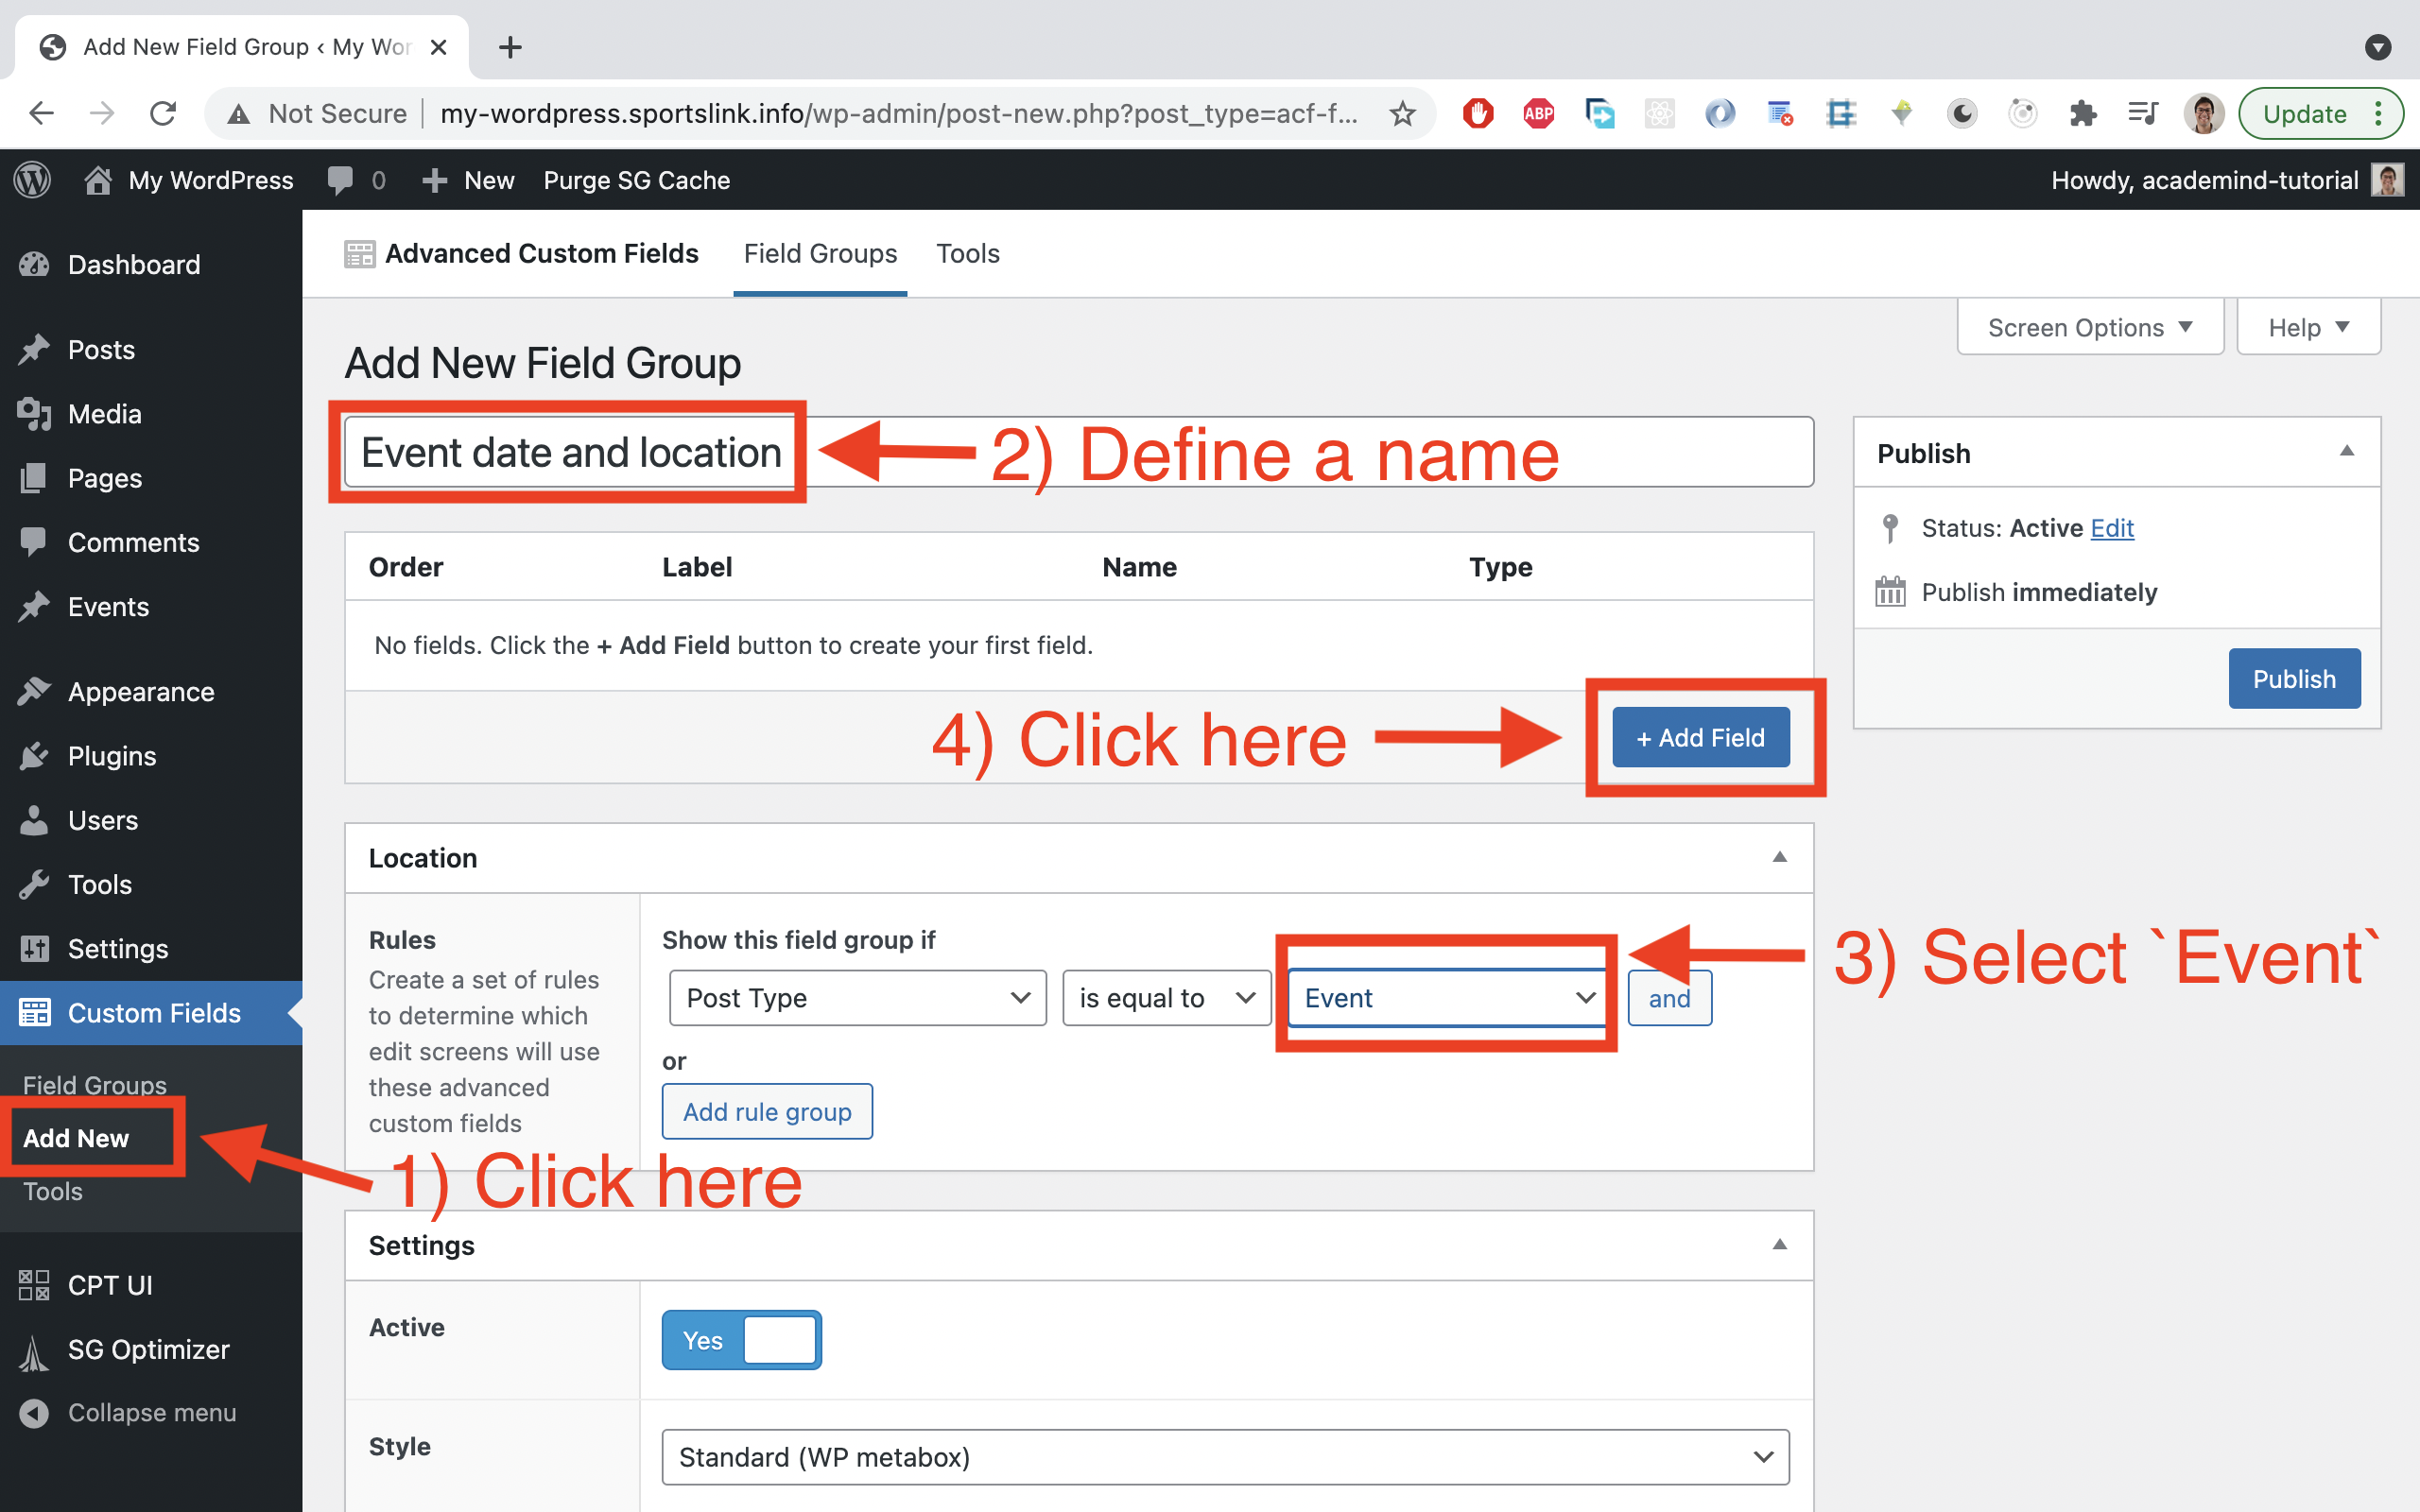 Add New Field Group ‹ My Wor
Not Secure my-wordpress.sportslink.info/wp-admin/post-new.php?post_type=acf-f...
ABP
Update
My WordPress 0 New Purge SG Cache Howdy, academind-tutorial
Dashboard
Posts
Media
Pages
Comments
Events
Appearance
Plugins
Users
Tools
Settings
Custom Fields
Field Groups
Add New
Tools
CPT UI
SG Optimizer
Collapse menu
Advanced Custom Fields Field Groups Tools
Screen Options Help
Add New Field Group
Event date and location
2) Define a name
Order Label Name Type
No fields. Click the + Add Field button to create your first field.
4) Click here
+ Add Field
Publish
Status: Active Edit
Publish immediately
Publish
Location
Rules
Create a set of rules
to determine which
edit screens will use
these advanced
custom fields
Show this field group if
Post Type is equal to Event and
3) Select `Event`
or
Add rule group
1) Click here
Settings
Active
Yes
Style
Standard (WP metabox)